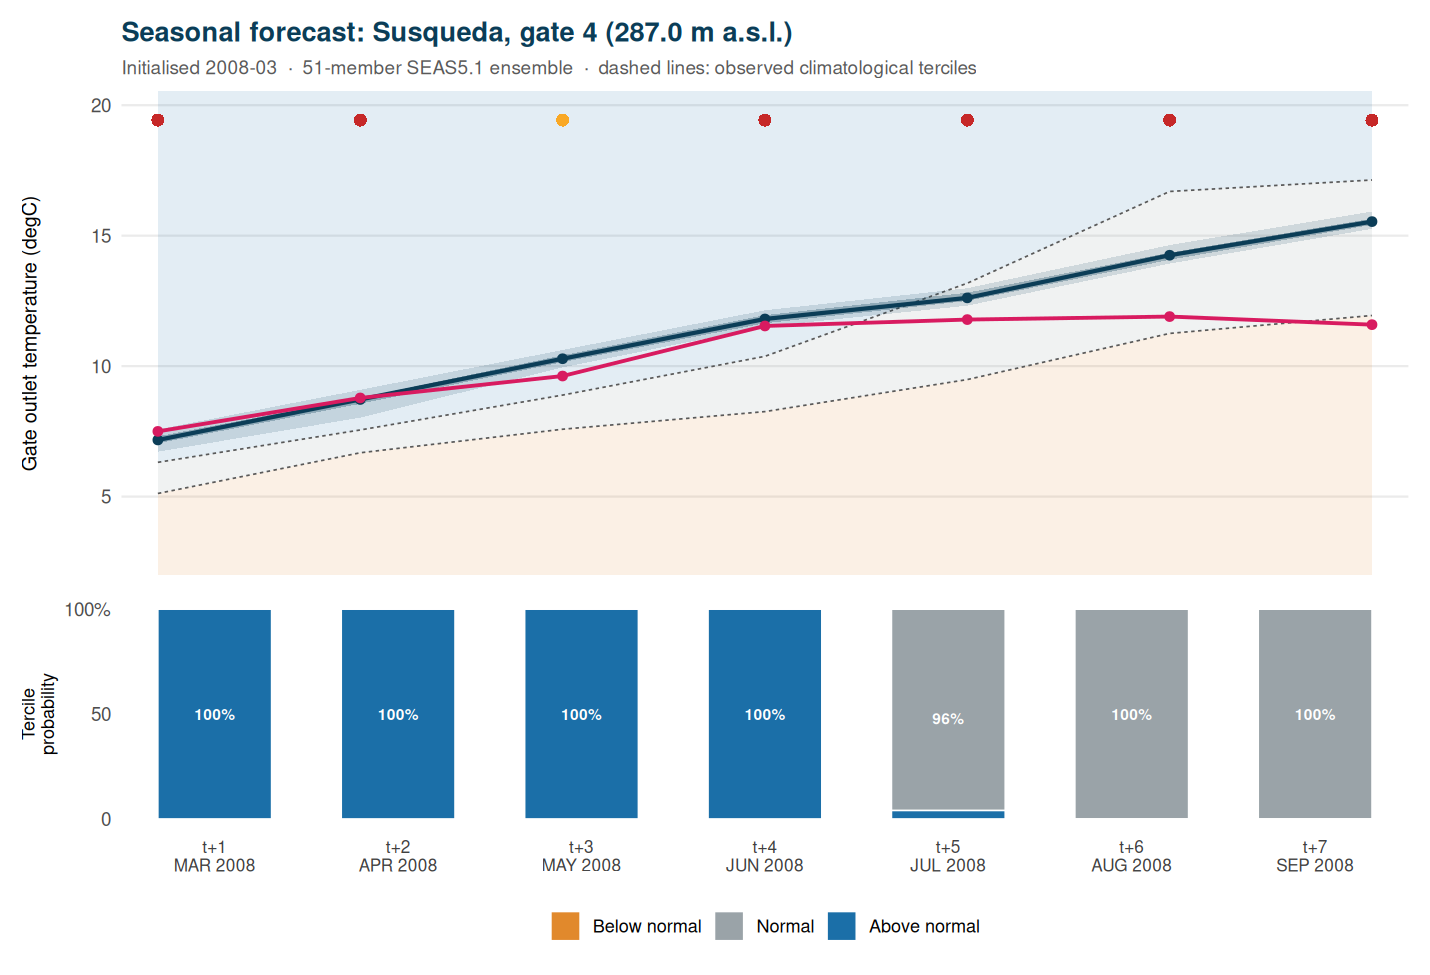 Seasonal forecast: Susqueda, gate 4 (287.0 m a.s.l.)
Initialised 2008-03 · 51-member SEAS5.1 ensemble · dashed lines: observed climatological terciles
Gate outlet temperature (degC)
20
15
10
5
Tercile
probability
100%
50
0
100%
100%
100%
100%
96%
100%
100%
t+1
MAR 2008
t+2
APR 2008
t+3
MAY 2008
t+4
JUN 2008
t+5
JUL 2008
t+6
AUG 2008
t+7
SEP 2008
Below normal
Normal
Above normal